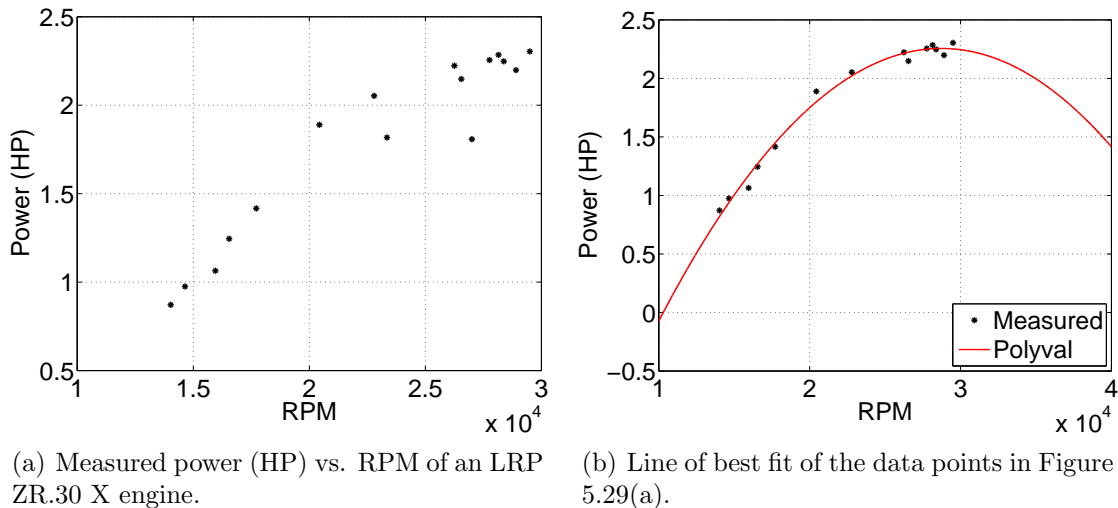 2.5
2
1.5
1
0.5
Power (HP)
1 1.5 2 2.5 3
RPM
x 10^4
2.5
2
1.5
1
0.5
0
−0.5
Power (HP)
Measured
Polyval
1 2 3 4
RPM
x 10^4
(a) Measured power (HP) vs. RPM of an LRP
ZR.30 X engine.
(b) Line of best fit of the data points in Figure
5.29(a).